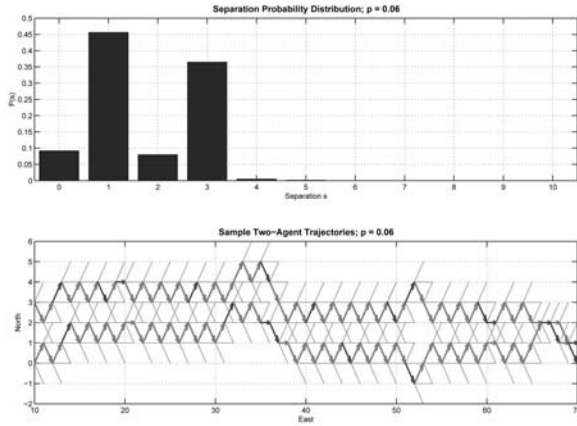 Separation Probability Distribution; p = 0.06
0.5
0.45
0.4
0.35
0.3
0.25
0.2
0.15
0.1
0.05
0
P(s)
0 1 2 3 4 5 6 7 8 9 10
Separation s
Sample Two-Agent Trajectories; p = 0.06
6
5
4
3
2
1
0
−1
−2
North
10 20 30 40 50 60 70
East